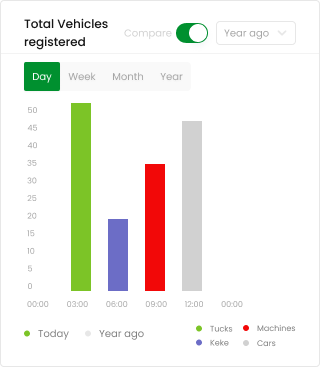 Total Vehicles
registered
Compare
Year ago
Day Week Month Year
50
45
40
35
30
25
20
15
10
5
0
00:00 03:00 06:00 09:00 12:00 00:00
Today Year ago
Tucks Machines
Keke Cars